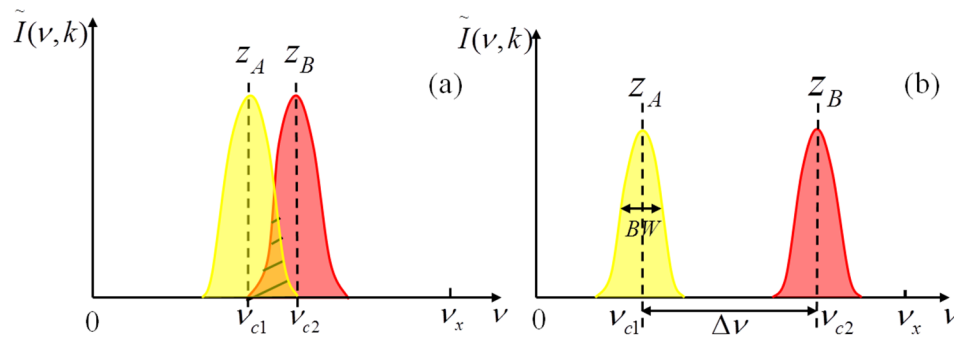 Ĩ(ν,k)
z_A z_B
(a)
0
ν_c1 ν_c2
ν_x ν
Ĩ(ν,k)
z_A
z_B
(b)
BW
0
ν_c1
Δν
ν_c2
ν_x
ν